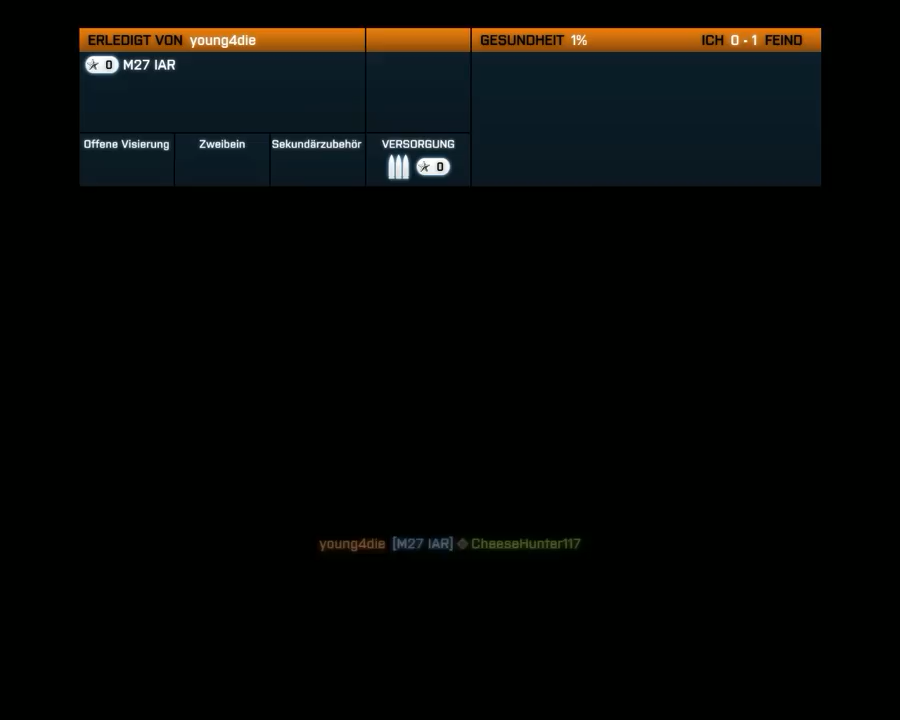 ERLEDIGT VON young4die
GESUNDHEIT 1%
ICH 0 - 1 FEIND
0 M27 IAR
Offene Visierung
Zweibein
Sekundärzubehör
VERSORGUNG
0
young4die [M27 IAR] CheeseHunter117